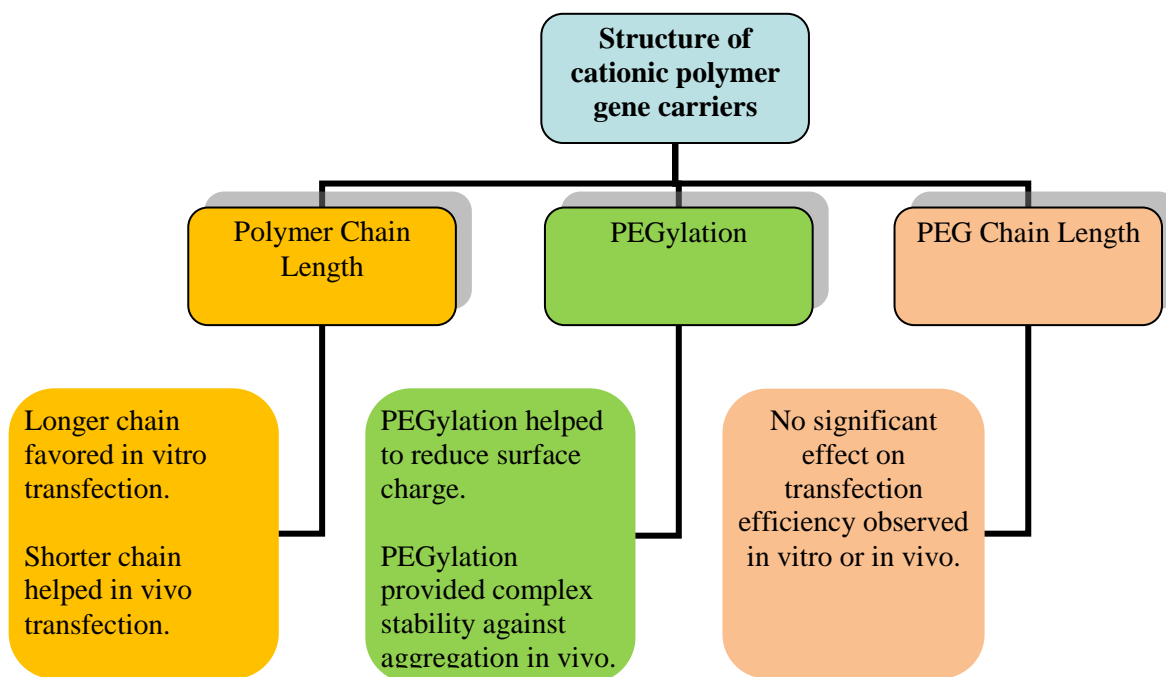 Structure of
cationic polymer
gene carriers
Polymer Chain
Length
PEGylation
PEG Chain Length
Longer chain
favored in vitro
transfection.
Shorter chain
helped in vivo
transfection.
PEGylation helped
to reduce surface
charge.
PEGylation
provided complex
stability against
aggregation in vivo.
No significant
effect on
transfection
efficiency observed
in vitro or in vivo.